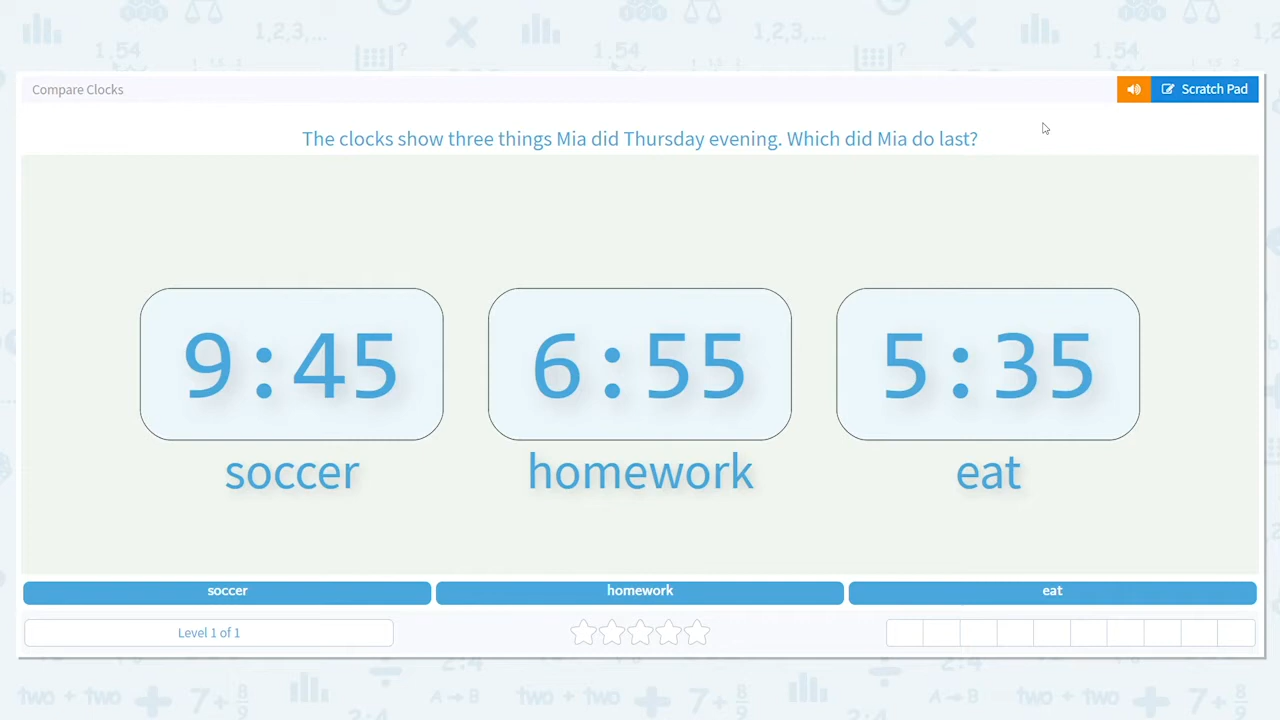 Compare Clocks
Scratch Pad
The clocks show three things Mia did Thursday evening. Which did Mia do last?
9:45
6:55
5:35
soccer
homework
eat
soccer
homework
eat
Level 1 of 1